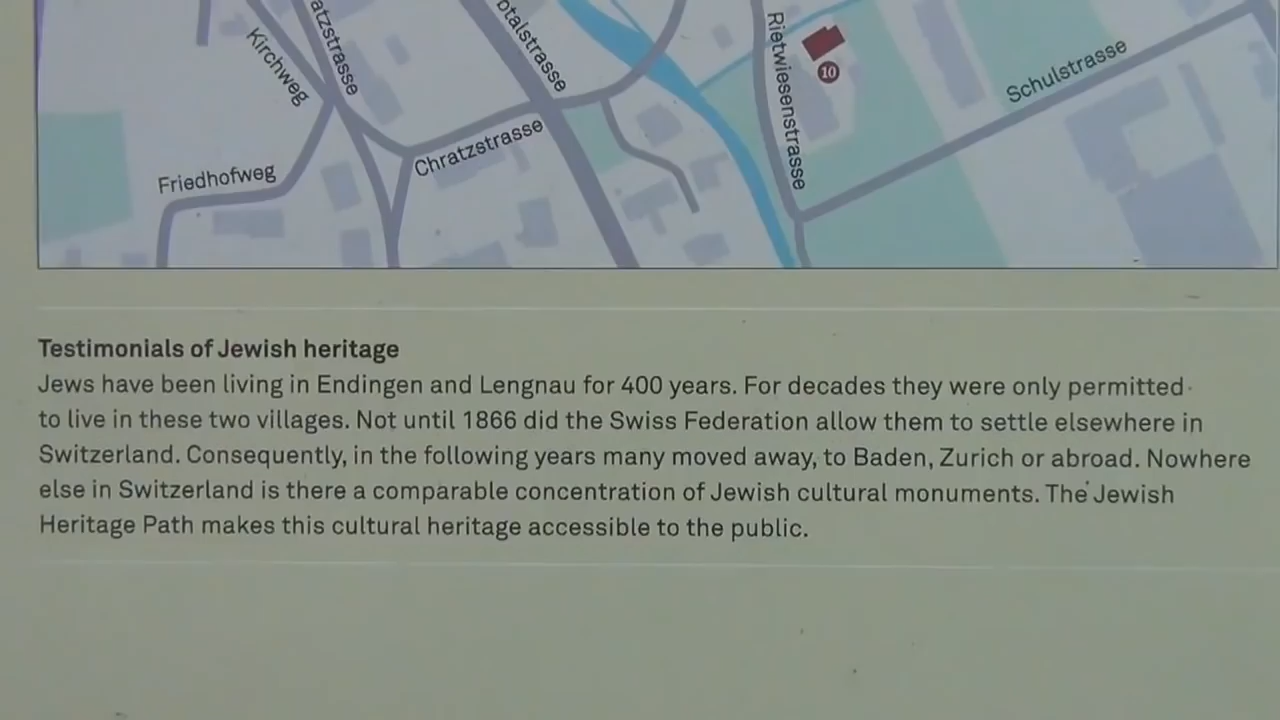 Kirchweg
Rietwiesenstrasse
10
Schulstrasse
Chratzstrasse
Friedhofweg
Testimonials of Jewish heritage
Jews have been living in Endingen and Lengnau for 400 years. For decades they were only permitted
to live in these two villages. Not until 1866 did the Swiss Federation allow them to settle elsewhere in
Switzerland. Consequently, in the following years many moved away, to Baden, Zurich or abroad. Nowhere
else in Switzerland is there a comparable concentration of Jewish cultural monuments. The Jewish
Heritage Path makes this cultural heritage accessible to the public.